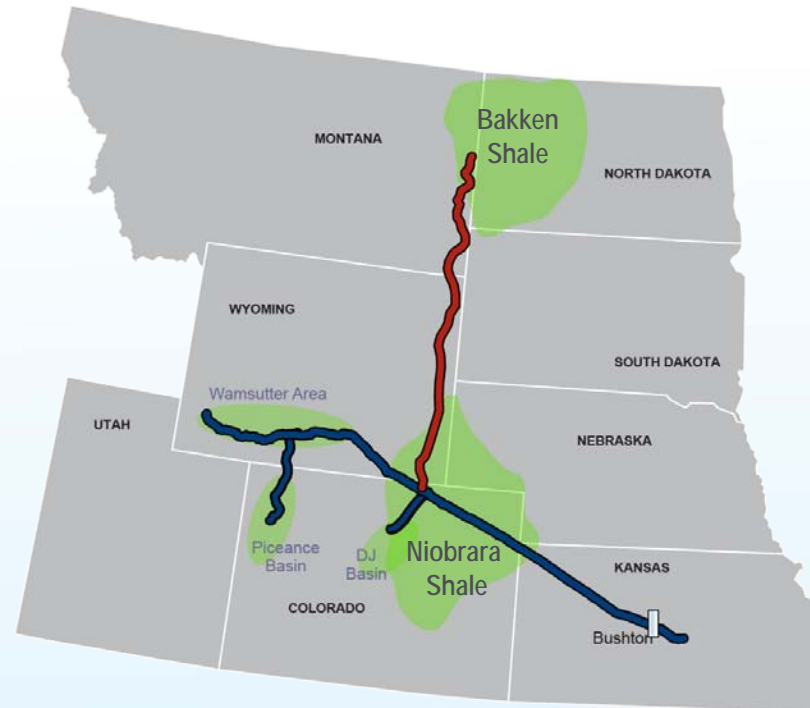 Bakken
Shale
MONTANA
NORTH DAKOTA
WYOMING
SOUTH DAKOTA
Wamsutter Area
UTAH
NEBRASKA
Piceance
Basin
DJ
Basin
Niobrara
Shale
KANSAS
COLORADO
Bushton